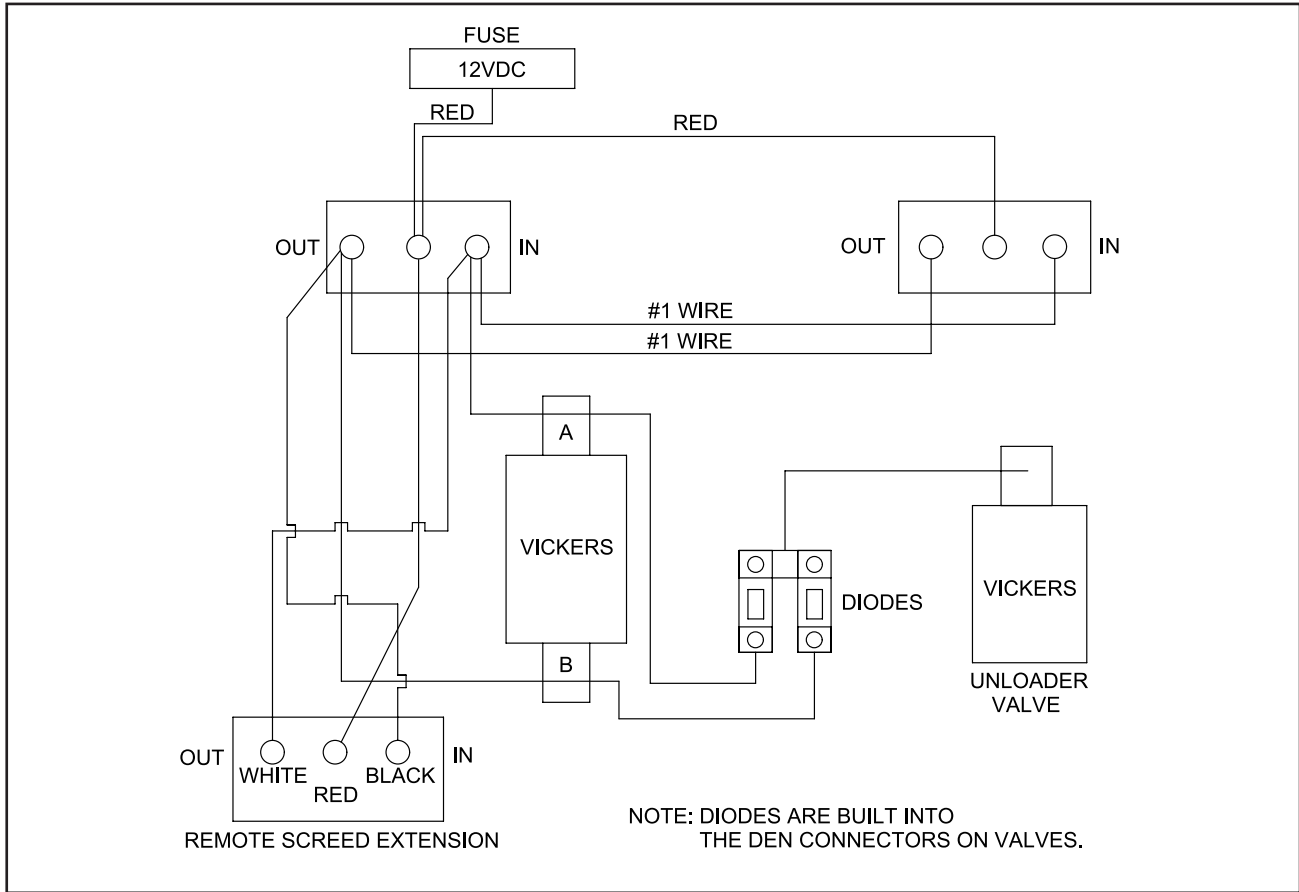 FUSE
12VDC
RED
RED
OUT
IN
OUT
IN
#1 WIRE
#1 WIRE
A
VICKERS
B
DIODES
VICKERS
UNLOADER
VALVE
OUT
WHITE
RED
BLACK
IN
REMOTE SCREED EXTENSION
NOTE: DIODES ARE BUILT INTO
THE DEN CONNECTORS ON VALVES.